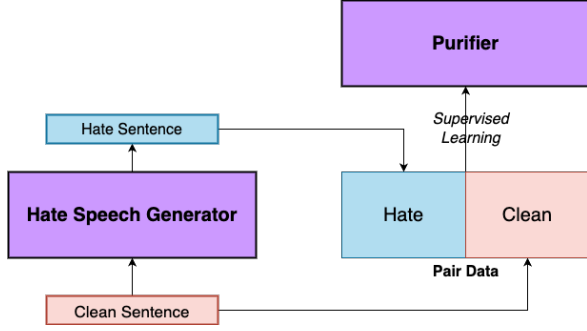 Purifier
Hate Sentence
Supervised
Learning
Hate Speech Generator
Hate
Clean
Pair Data
Clean Sentence